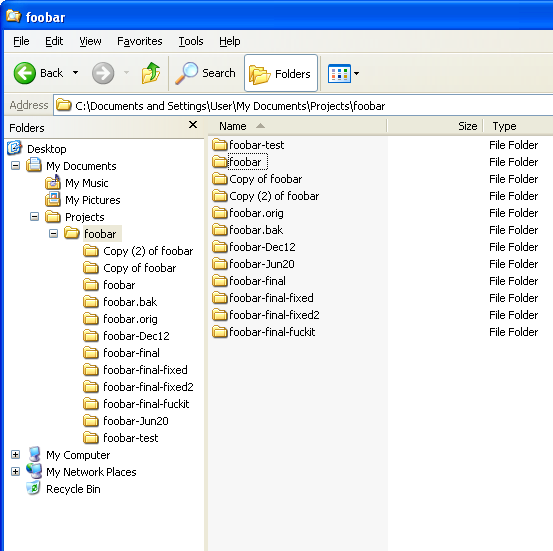 foobar
File Edit View Favorites Tools Help
Back Search Folders
Address C:\Documents and Settings\User\My Documents\Projects\foobar
Folders
Desktop
My Documents
My Music
My Pictures
Projects
foobar
Copy (2) of foobar
Copy of foobar
foobar
foobar.bak
foobar.orig
foobar-Dec12
foobar-final
foobar-final-fixed
foobar-final-fixed2
foobar-final-fuckit
foobar-Jun20
foobar-test
My Computer
My Network Places
Recycle Bin
Name Size Type
foobar-test File Folder
foobar File Folder
Copy of foobar File Folder
Copy (2) of foobar File Folder
foobar.orig File Folder
foobar.bak File Folder
foobar-Dec12 File Folder
foobar-Jun20 File Folder
foobar-final File Folder
foobar-final-fixed File Folder
foobar-final-fixed2 File Folder
foobar-final-fuckit File Folder